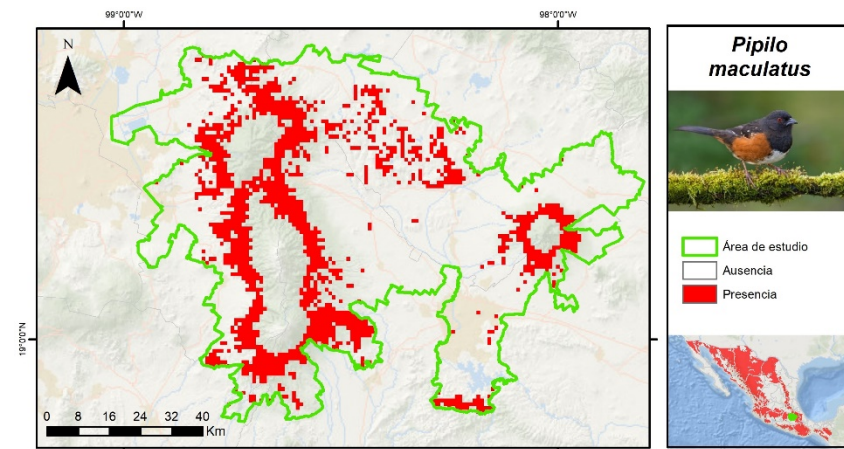 99°0'0"W
98°0'0"W
N
19°0'0"N
0 8 16 24 32 40
Km
Pipilo
maculatus
Área de estudio
Ausencia
Presencia